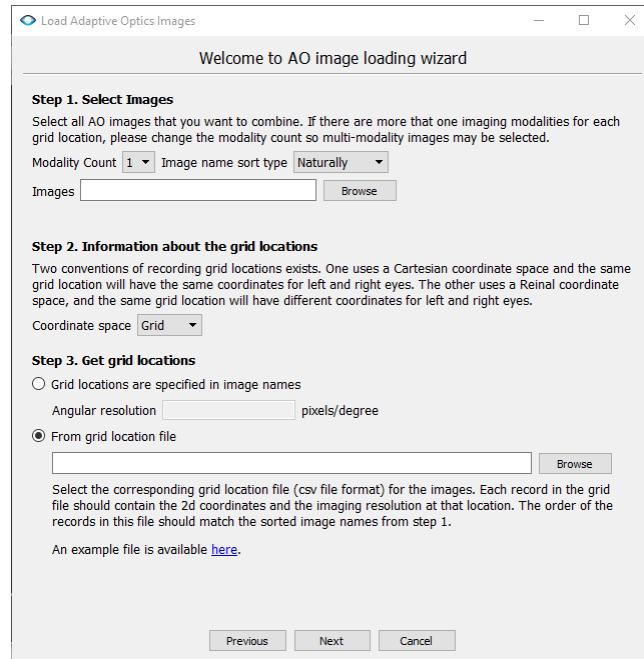 Load Adaptive Optics Images
Welcome to AO image loading wizard
Step 1. Select Images
Select all AO images that you want to combine. If there are more that one imaging modalities for each
grid location, please change the modality count so multi-modality images may be selected.
Modality Count 1 Image name sort type Naturally
Images Browse
Step 2. Information about the grid locations
Two conventions of recording grid locations exists. One uses a Cartesian coordinate space and the same
grid location will have the same coordinates for left and right eyes. The other uses a Reinal coordinate
space, and the same grid location will have different coordinates for left and right eyes.
Coordinate space Grid
Step 3. Get grid locations
Grid locations are specified in image names
Angular resolution pixels/degree
From grid location file
Browse
Select the corresponding grid location file (csv file format) for the images. Each record in the grid
file should contain the 2d coordinates and the imaging resolution at that location. The order of the
records in this file should match the sorted image names from step 1.
An example file is available here.
Previous Next Cancel